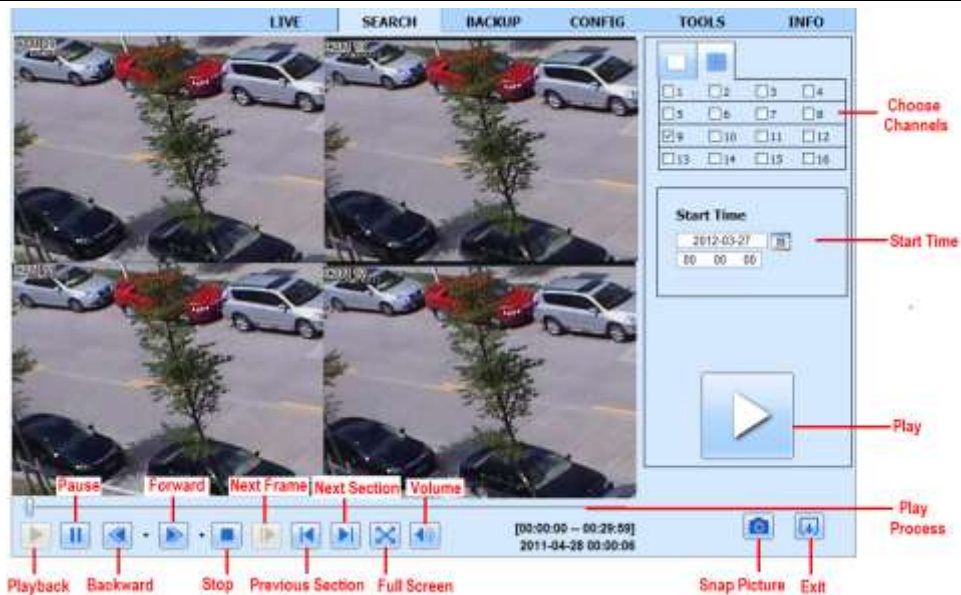 LIVE SEARCH BACKUP CONFIG TOOLS INFO
1 2 3 4
5 6 7 8
9 10 11 12
13 14 15 16
Choose
Channels
Start Time
2012-03-27
00 00 00
Start Time
Play
Pause Forward Next Frame Next Section Volume
Play
Process
[00:00:00 -- 00:29:59]
2011-04-28 00:00:06
Playback Backward Stop Previous Section Full Screen Snap Picture Exit